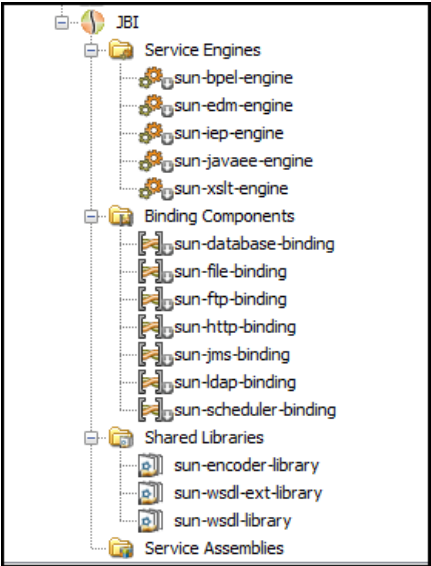 JBI
Service Engines
sun-bpel-engine
sun-edm-engine
sun-iep-engine
sun-javaee-engine
sun-xslt-engine
Binding Components
sun-database-binding
sun-file-binding
sun-ftp-binding
sun-http-binding
sun-jms-binding
sun-ldap-binding
sun-scheduler-binding
Shared Libraries
sun-encoder-library
sun-wsdl-ext-library
sun-wsdl-library
Service Assemblies